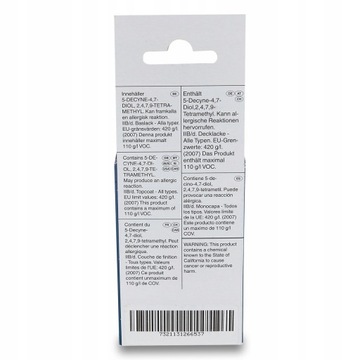 Innehåller
5-DECYNE-4,7-
DIOL, 2,4,7,9-TETRA-
METHYL. Kan framkalla
en allergisk reaktion.
IIB/d. Baslack - Alla typer.
EU-gränsvärden: 420 g/l
(2007) Denna produkt
innehåller maximalt
110 g/l VOC.
Enthält
5-Decyne-4,7-
diol, 2,4,7,9-
Tetramethyl. Kann al-
lergische Reaktionen
hervorrufen.
IIB/d. Decklacke
- Alle Typen. EU-Gren-
zwerte: 420 g/l.
(2007) Das Produkt
enthält maximal
110 g/l VOC.
Contains 5-DE-
CYNE-4,7-DI-
OL, 2,4,7,9-TE-
TRAMETHYL.
May produce an allergic
reaction.
IIB/d. Topcoat - All types.
EU limit values: 420 g/l.
(2007) This product
contains a maximum of
110 g/l VOC.
Contiene 5-de-
cino-4,7-diol,
2,4,7,9-tetrametil. Puede
provocar una reacción
alérgica.
IIB/d. Monocapa - Todos
los tipos. Valores límite
de la UE: 420 g/l. (2007)
Este producto contiene
un máximo de 110 g/l
COV.
Contient du
5-Decyne-
4,7-diol,
2,4,7,9-tetramethyl. Peut
déclencher une réaction
allergique.
IIB/d. Couche de finition
- Tous types. Valeurs
limites de l'UE: 420 g/l.
(2007) Ce produit
contient un maximum de
110 g/l de COV.
WARNING: This product
contains a chemical
known to the State of
California to cause
cancer or reproductive
harm.
7321131266537